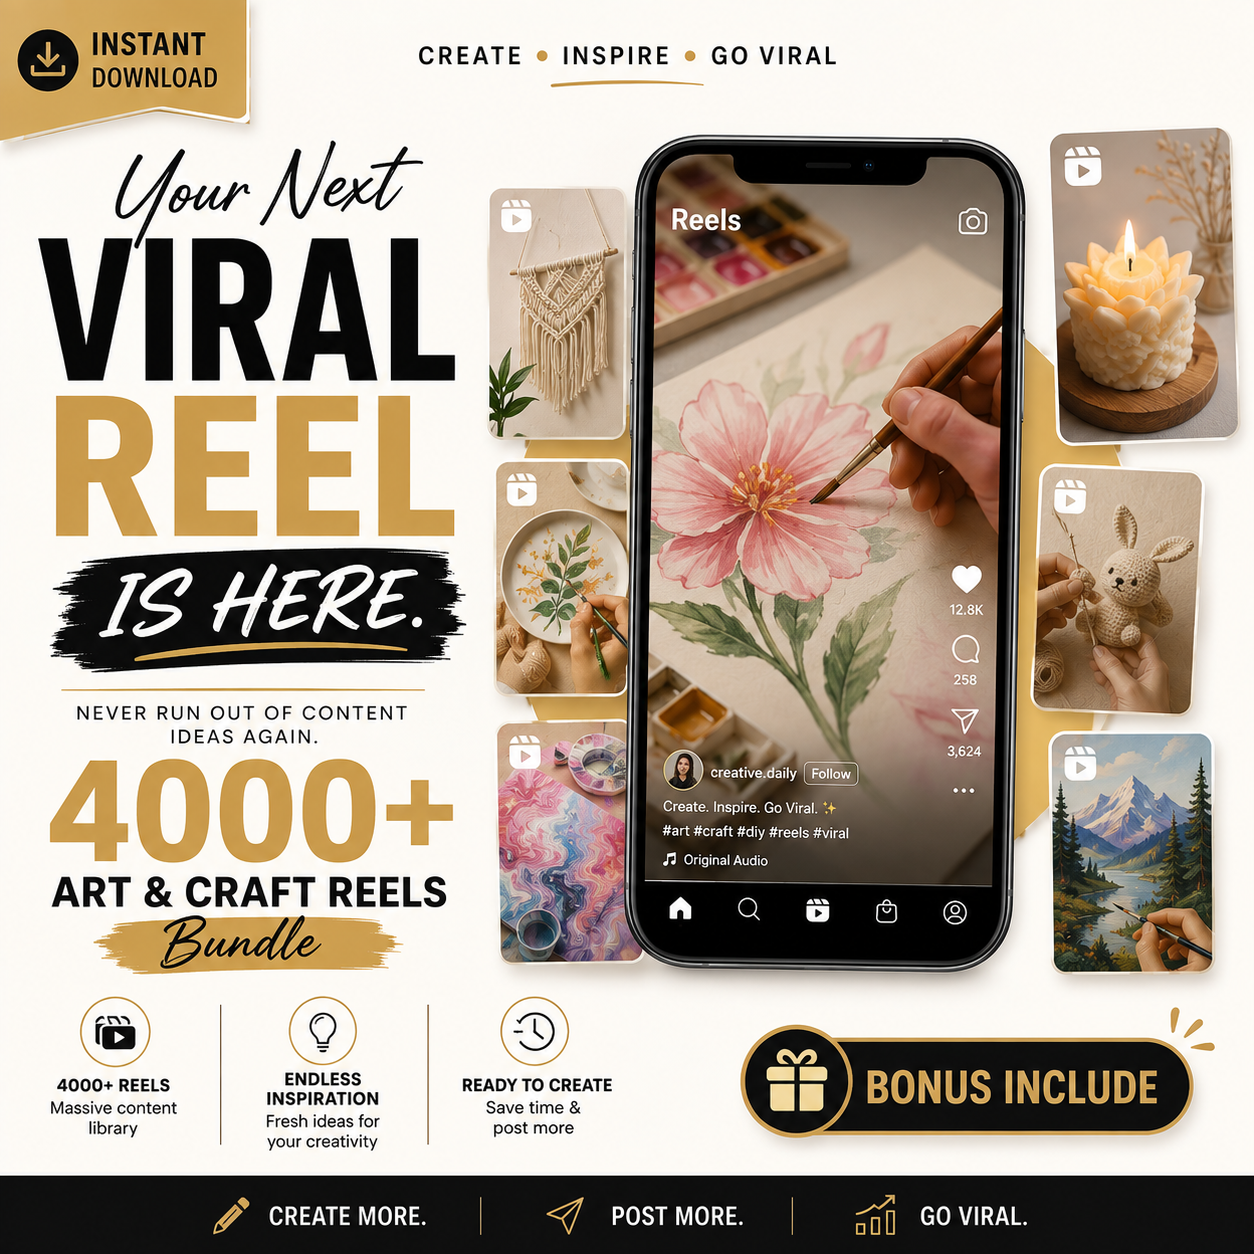 INSTANT
DOWNLOAD
CREATE • INSPIRE • GO VIRAL
Your Next
VIRAL
REEL
IS HERE.
NEVER RUN OUT OF CONTENT
IDEAS AGAIN.
4000+
ART & CRAFT REELS
Bundle
Reels
12.8K
258
3,624
creative.daily Follow
Create. Inspire. Go Viral. ✨
#art #craft #diy #reels #viral
Original Audio
4000+ REELS
Massive content
library
ENDLESS
INSPIRATION
Fresh ideas for
your creativity
READY TO CREATE
Save time &
post more
BONUS INCLUDE
CREATE MORE.
POST MORE.
GO VIRAL.